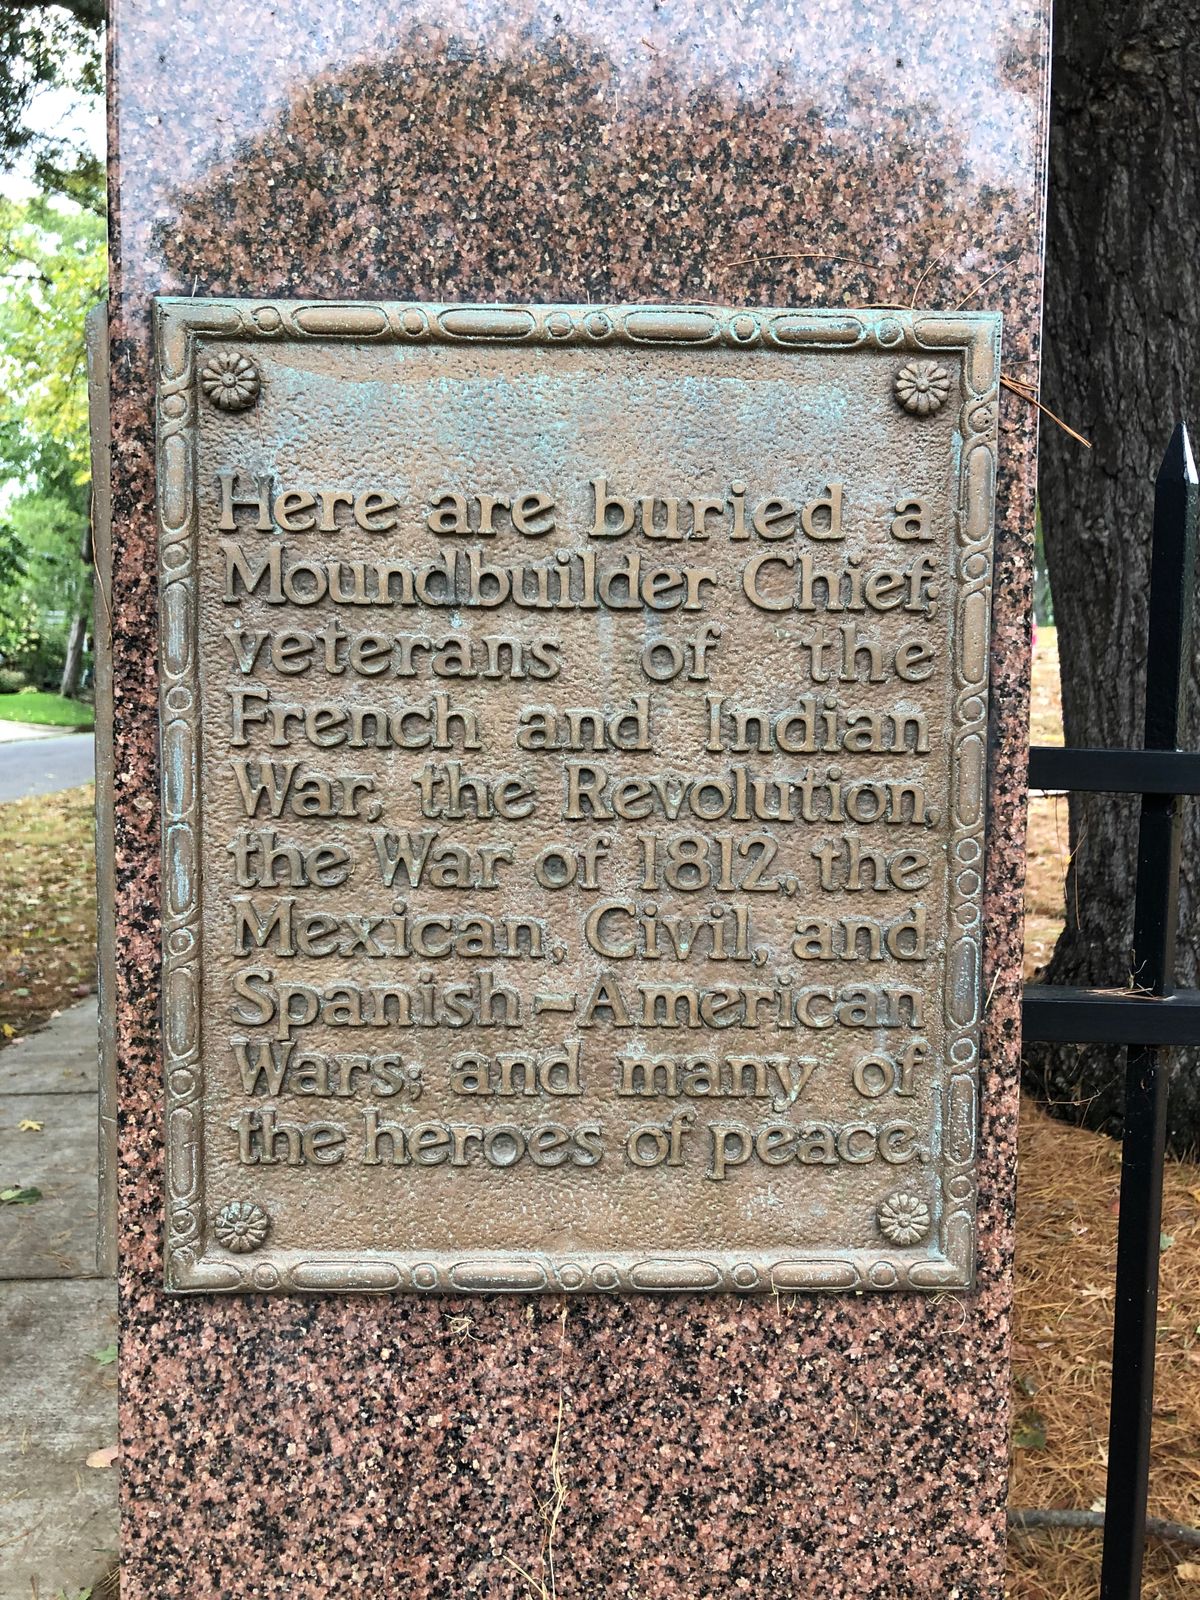 Here are buried a
Moundbuilder Chief;
veterans of the
French and Indian
War, the Revolution,
the War of 1812, the
Mexican, Civil, and
Spanish-American
Wars; and many of
the heroes of peace.